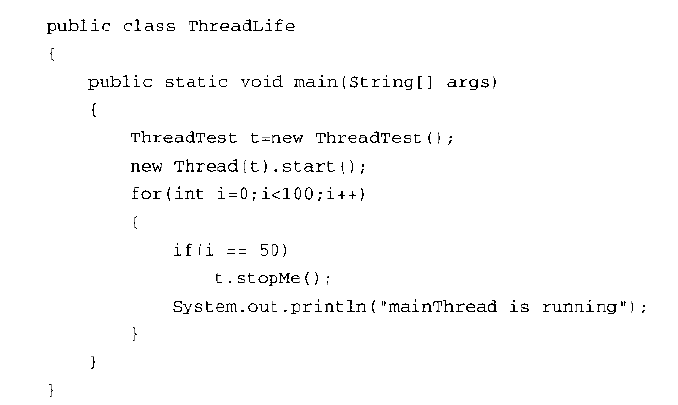 public class ThreadLife
{
    public static void main(String[] args)
    {
        ThreadTest t=new ThreadTest();
        new Thread(t).start();
        for(int i=0;i<100;i++)
        {
            if(i == 50)
                t.stopMe();
            System.out.println("mainThread is running");
        }
    }
}